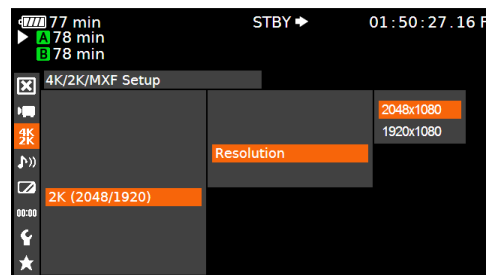 77 min STBY 01:50:27.16 F
A 78 min
B 78 min
4K/2K/MXF Setup
2048x1080
4K
2K
1920x1080
Resolution
2K (2048/1920)
00:00